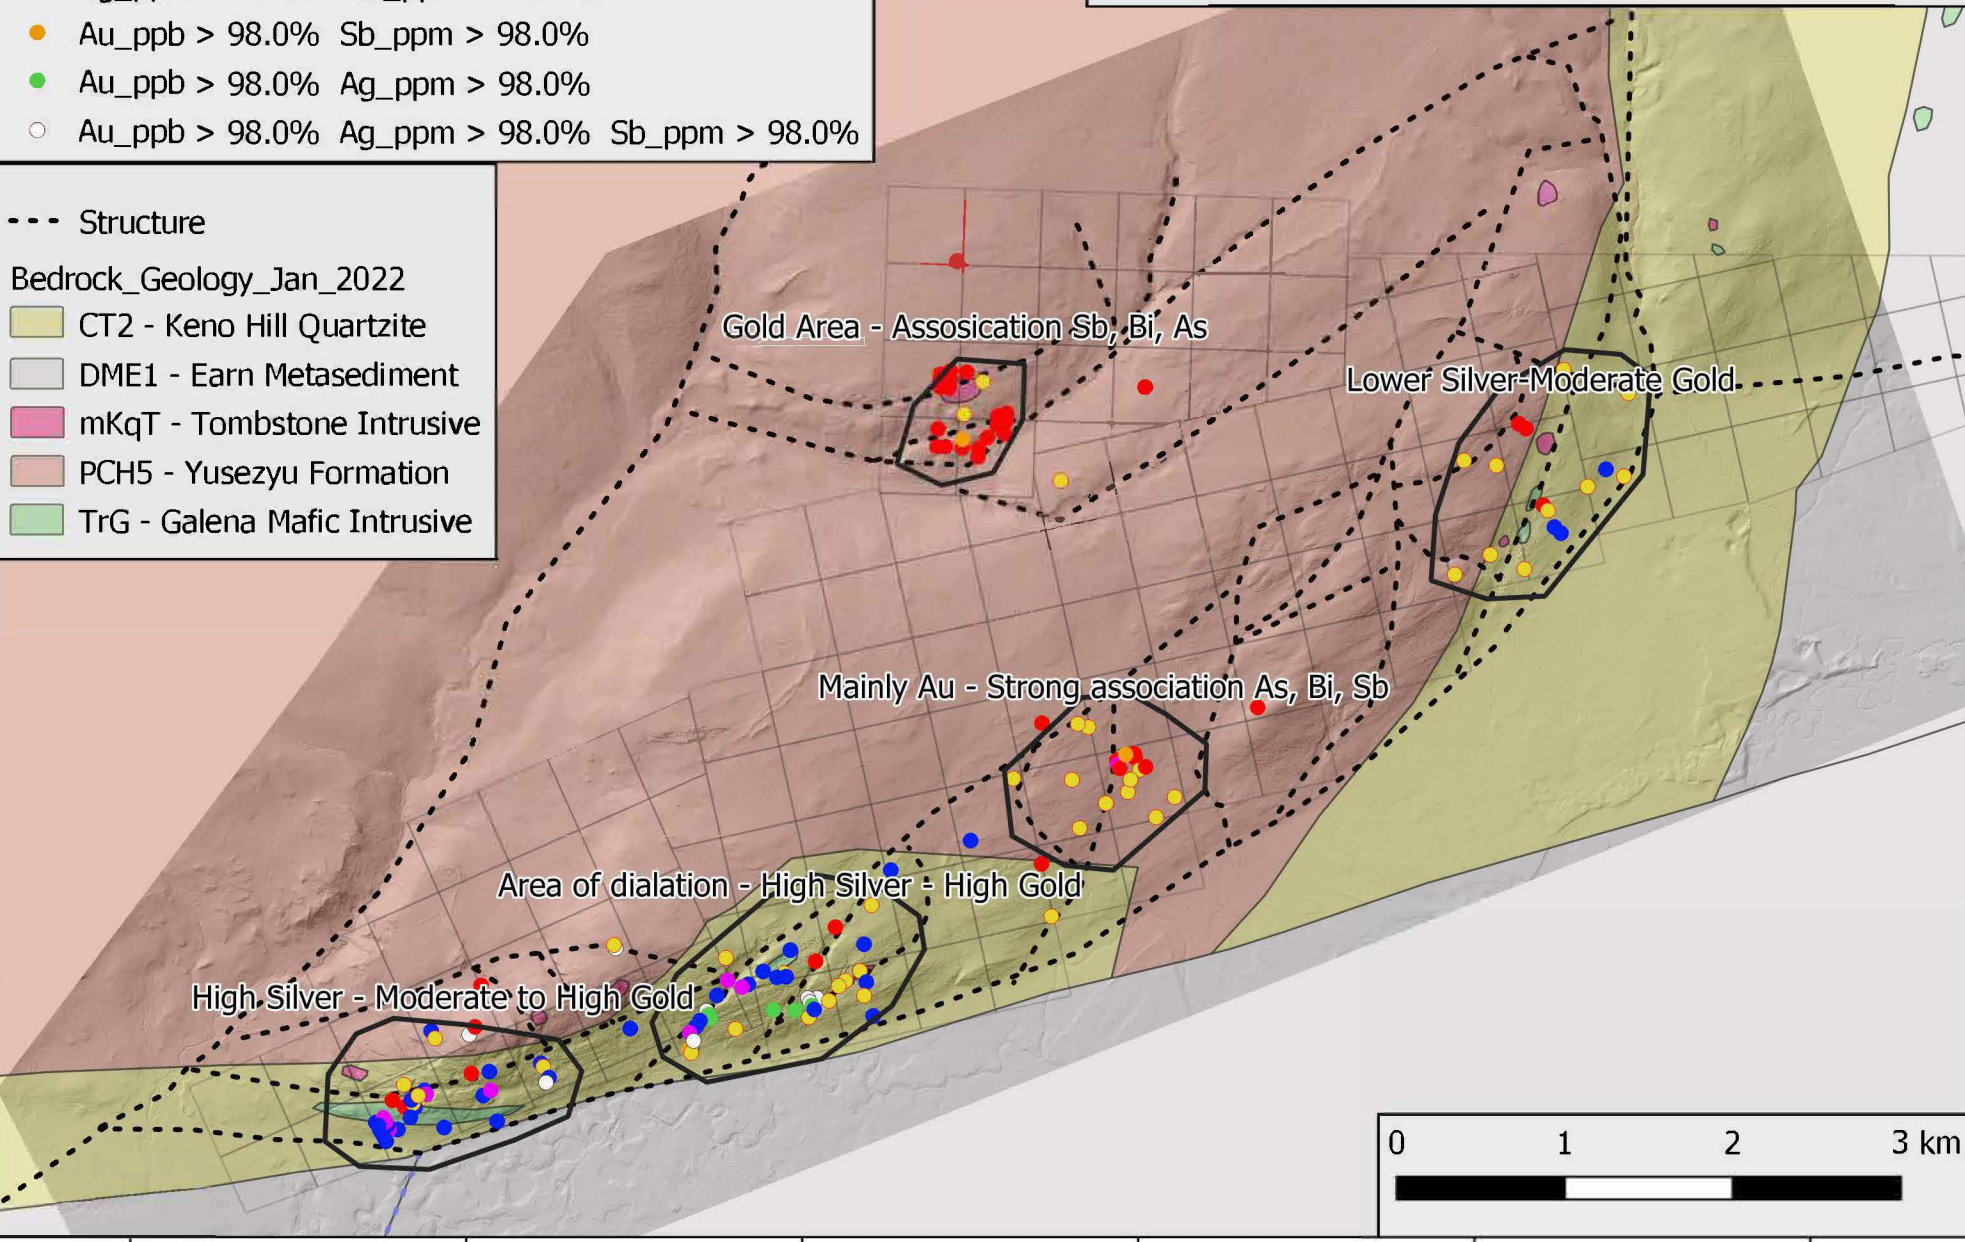 Au_ppb > 98.0% Sb_ppm > 98.0%
Au_ppb > 98.0% Ag_ppm > 98.0%
Au_ppb > 98.0% Ag_ppm > 98.0% Sb_ppm > 98.0%
Structure
Bedrock_Geology_Jan_2022
CT2 - Keno Hill Quartzite
DME1 - Earn Metasediment
mKqT - Tombstone Intrusive
PCH5 - Yusezyu Formation
TrG - Galena Mafic Intrusive
Gold Area - Assosication Sb, Bi, As
Lower Silver-Moderate Gold
Mainly Au - Strong association As, Bi, Sb
Area of dialation - High Silver - High Gold
High Silver - Moderate to High Gold
0 1 2 3 km